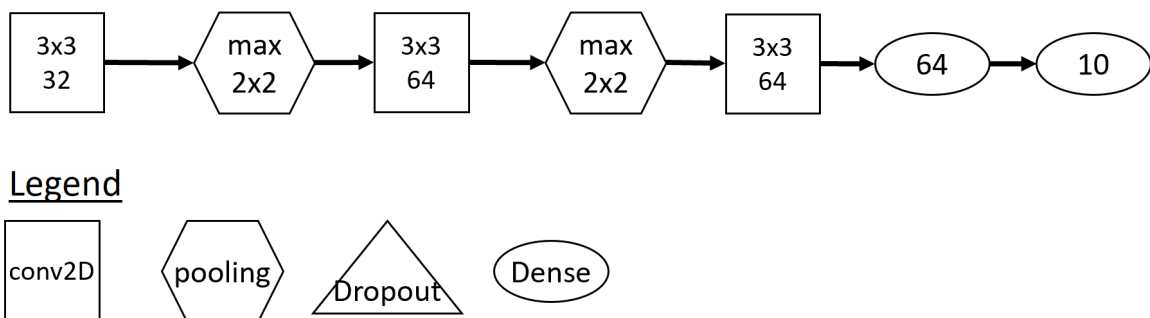 3x3
32
max
2x2
3x3
64
max
2x2
3x3
64
64
10
Legend
conv2D
pooling
Dropout
Dense